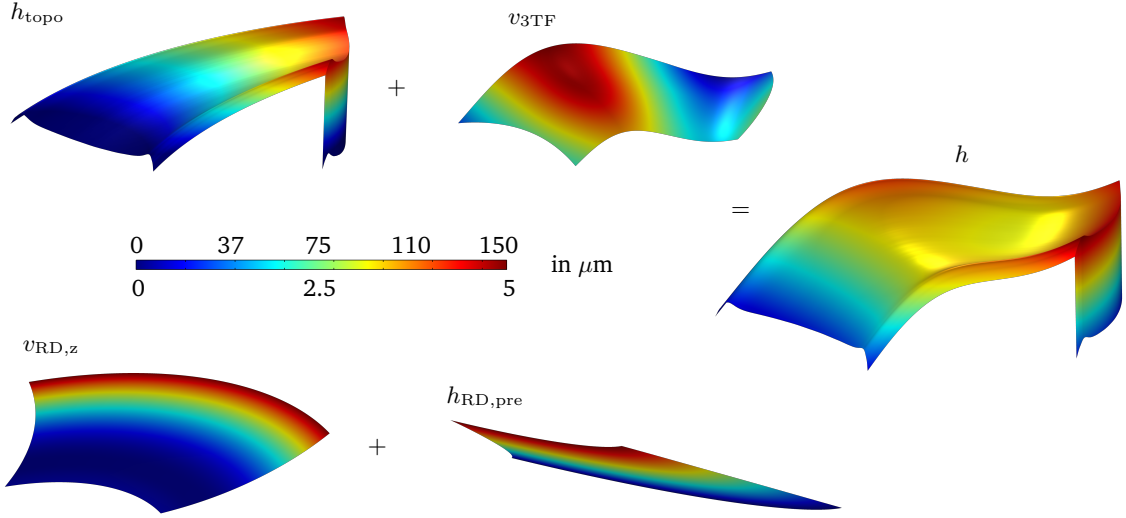 h_topo
+
v_3TF
=
h
0 37 75 110 150
in μm
0 2.5 5
v_RD,z
+
h_RD,pre